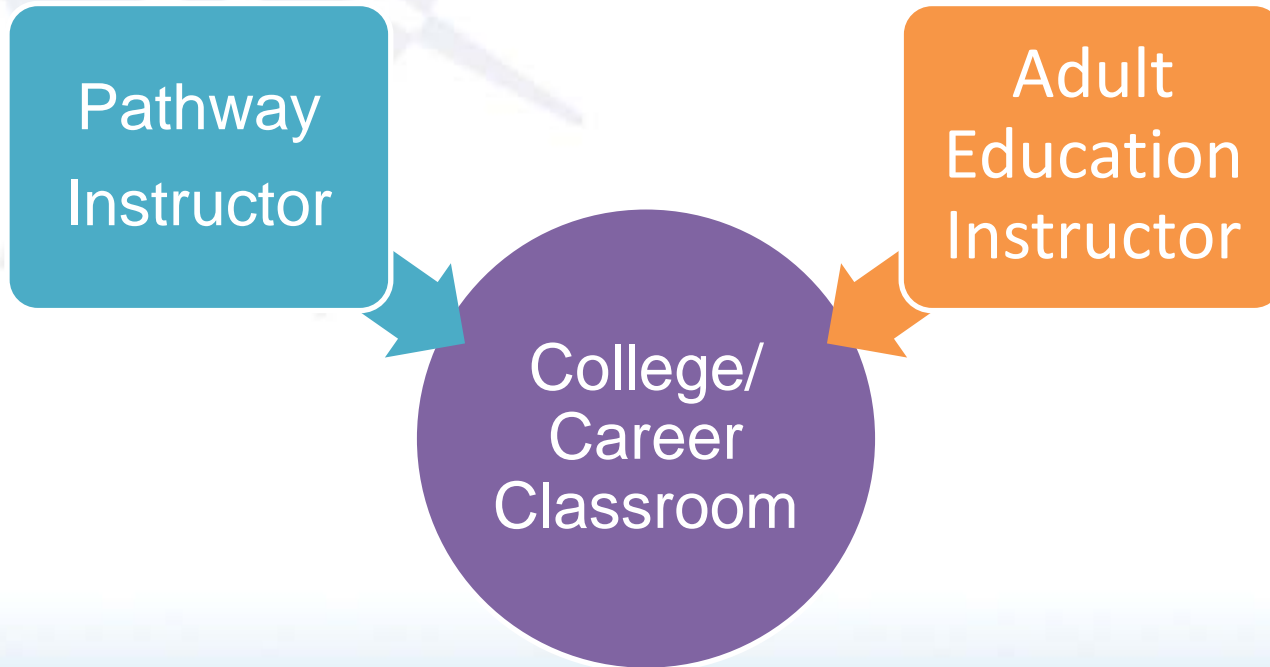 Pathway
Instructor
Adult
Education
Instructor
College/
Career
Classroom